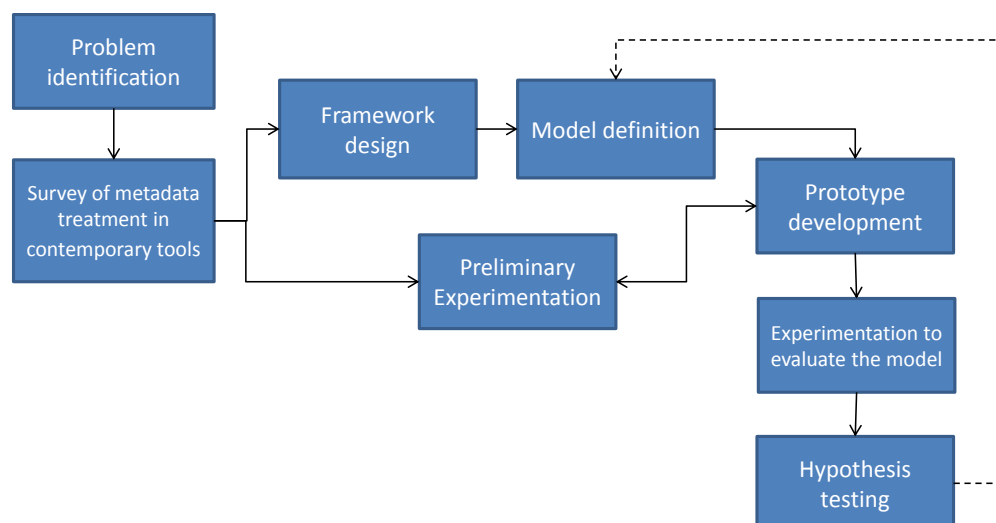 Problem
identification
Survey of metadata
treatment in
contemporary tools
Framework
design
Model definition
Preliminary
Experimentation
Prototype
development
Experimentation to
evaluate the model
Hypothesis
testing